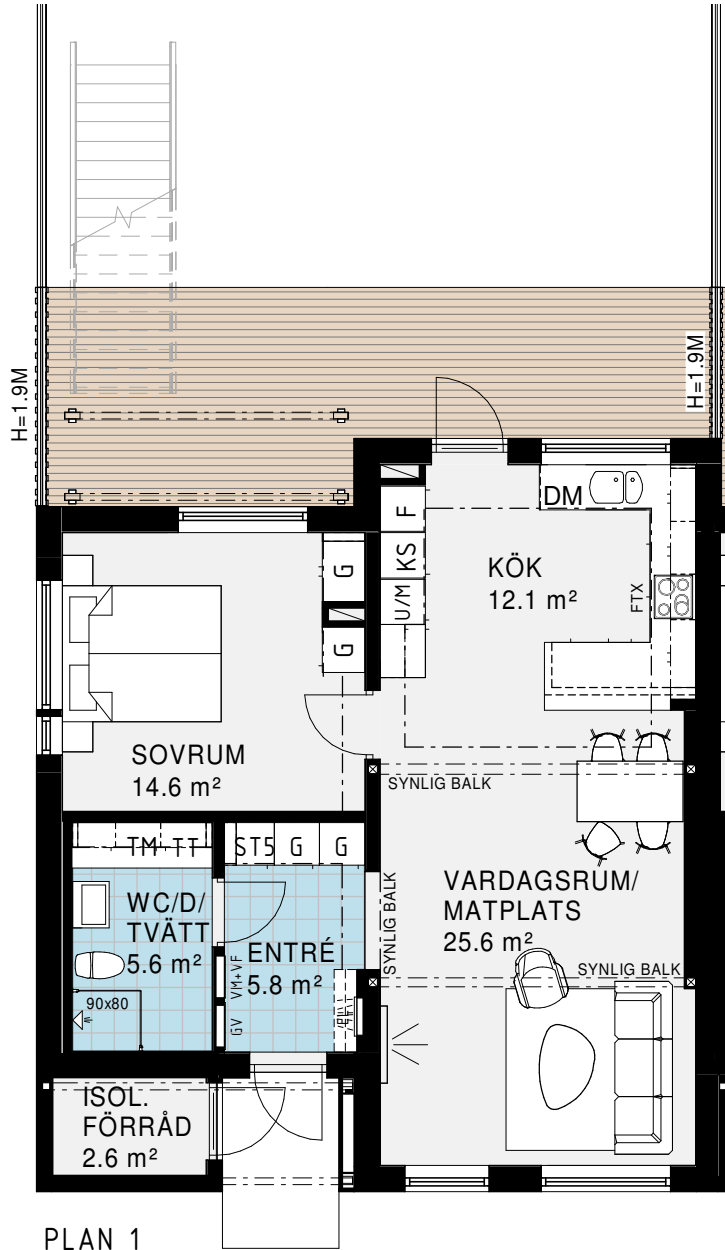 H=1.9M
H=1.9M
DM
F
KS
U/M
KÖK
12.1 m²
FTX
G
G
SOVRUM
14.6 m²
SYNLIG BALK
TM TT
ST5 G G
WC/D/
TVÄTT
5.6 m²
ENTRÉ
5.8 m²
VARDAGSRUM/
MATPLATS
25.6 m²
SYNLIG BALK
SYNLIG BALK
VM+VF
GV
90x80
ISOL.
FÖRRÅD
2.6 m²
PLAN 1